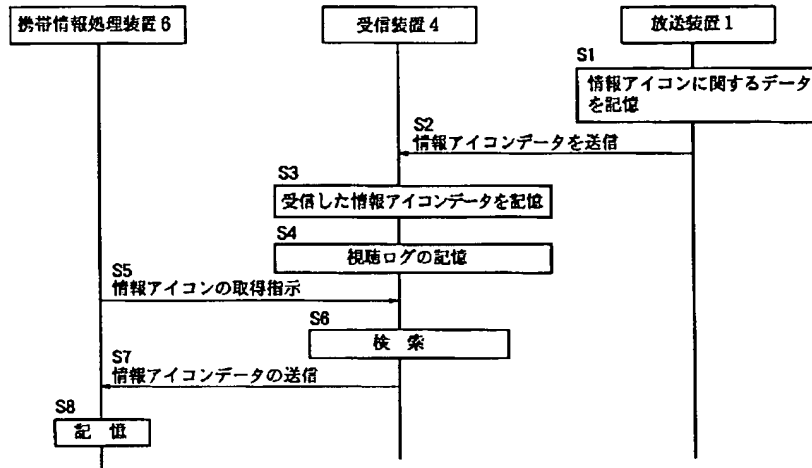 携帯情報処理装置6
受信装置4
放送装置1
S1
情報アイコンに関するデータ
を記憶
S2
情報アイコンデータを送信
S3
受信した情報アイコンデータを記憶
S4
視聴ログの記憶
S5
情報アイコンの取得指示
S6
検 索
S7
情報アイコンデータの送信
S8
記 憶